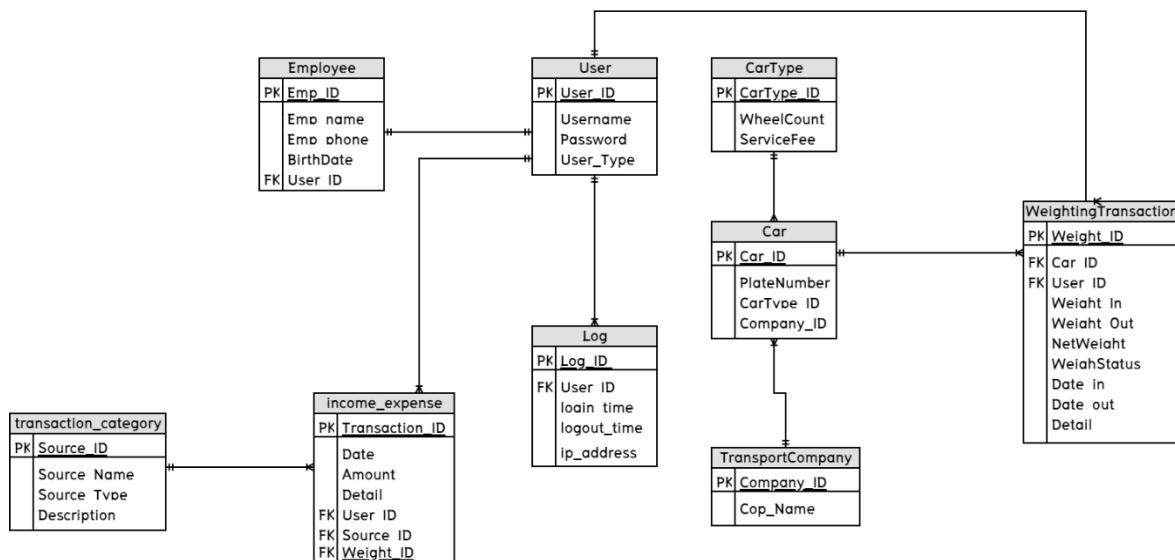 Employee
PK Emp_ID
Emp_name
Emp_phone
BirthDate
FK User_ID
User
PK User_ID
Username
Password
User_Type
CarType
PK CarType_ID
WheelCount
ServiceFee
WeightingTransaction
PK Weight_ID
FK Car_ID
FK User_ID
Weight_In
Weight_Out
NetWeight
WeighStatus
Date_in
Date_out
Detail
Car
PK Car_ID
PlateNumber
CarType_ID
Company_ID
Log
PK Log_ID
FK User_ID
login_time
logout_time
ip_address
transaction_category
PK Source_ID
Source_Name
Source_Type
Description
income_expense
PK Transaction_ID
Date
Amount
Detail
FK User_ID
FK Source_ID
FK Weight_ID
TransportCompany
PK Company_ID
Cop_Name